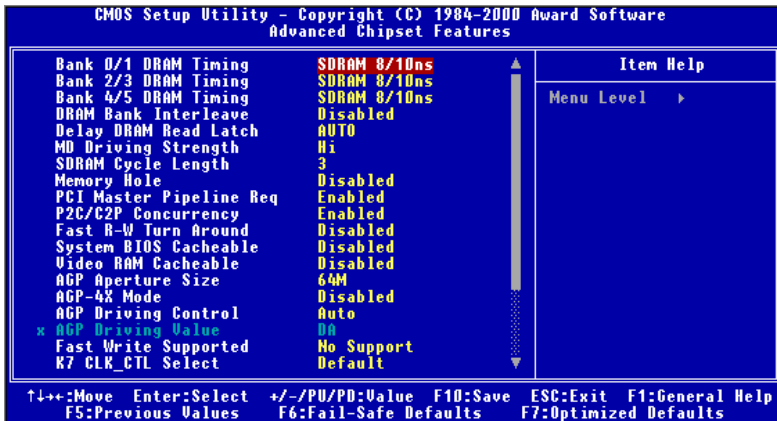 CMOS Setup Utility - Copyright (C) 1984-2000 Award Software
Advanced Chipset Features
Bank 0/1 DRAM Timing SDRAM 8/10ns
Bank 2/3 DRAM Timing SDRAM 8/10ns
Bank 4/5 DRAM Timing SDRAM 8/10ns
DRAM Bank Interleave Disabled
Delay DRAM Read Latch AUTO
MD Driving Strength Hi
SDRAM Cycle Length 3
Memory Hole Disabled
PCI Master Pipeline Req Enabled
P2C/C2P Concurrency Enabled
Fast R-W Turn Around Disabled
System BIOS Cacheable Disabled
Video RAM Cacheable Disabled
AGP Aperture Size 64M
AGP-4X Mode Disabled
AGP Driving Control Auto
x AGP Driving Value DA
Fast Write Supported No Support
K7 CLK_CTL Select Default
Item Help
Menu Level ▸
↑↓→←:Move Enter:Select +/-/PU/PD:Value F10:Save ESC:Exit F1:General Help
F5:Previous Values F6:Fail-Safe Defaults F7:Optimized Defaults